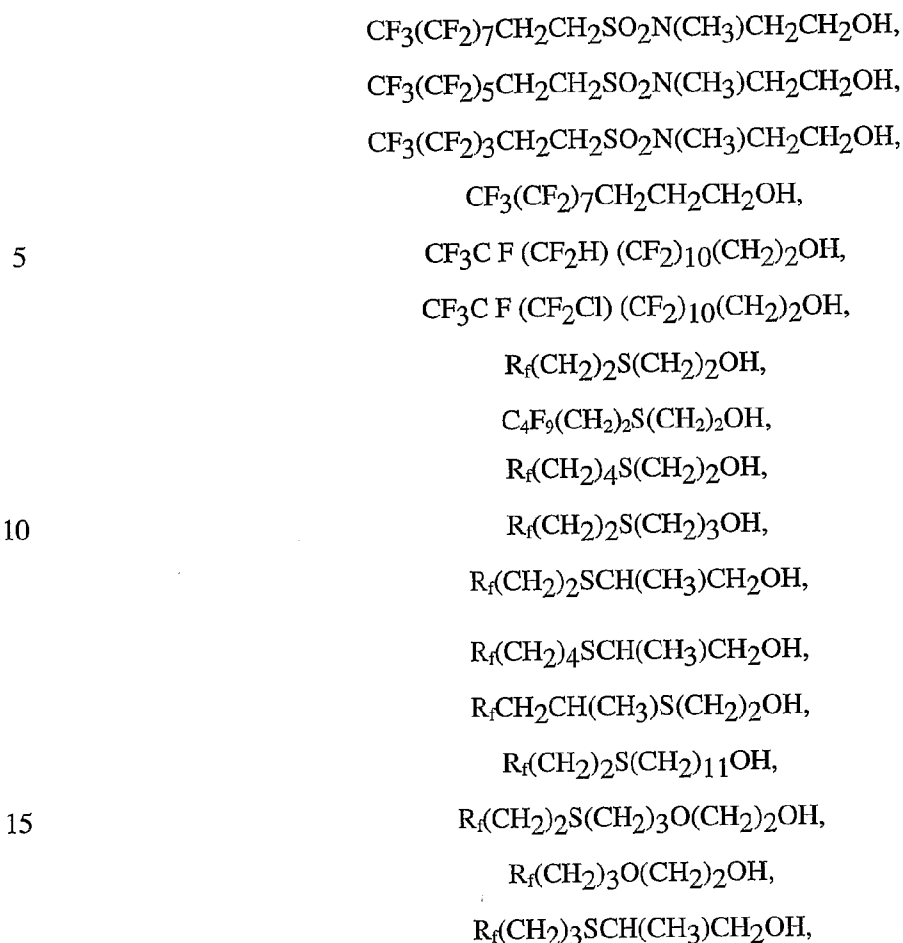 CF3(CF2)7CH2CH2SO2N(CH3)CH2CH2OH,
CF3(CF2)5CH2CH2SO2N(CH3)CH2CH2OH,
CF3(CF2)3CH2CH2SO2N(CH3)CH2CH2OH,
CF3(CF2)7CH2CH2CH2OH,
5 CF3C F (CF2H) (CF2)10(CH2)2OH,
CF3C F (CF2Cl) (CF2)10(CH2)2OH,
Rf(CH2)2S(CH2)2OH,
C4F9(CH2)2S(CH2)2OH,
Rf(CH2)4S(CH2)2OH,
10 Rf(CH2)2S(CH2)3OH,
Rf(CH2)2SCH(CH3)CH2OH,
Rf(CH2)4SCH(CH3)CH2OH,
RfCH2CH(CH3)S(CH2)2OH,
Rf(CH2)2S(CH2)11OH,
15 Rf(CH2)2S(CH2)3O(CH2)2OH,
Rf(CH2)3O(CH2)2OH,
Rf(CH2)3SCH(CH3)CH2OH,